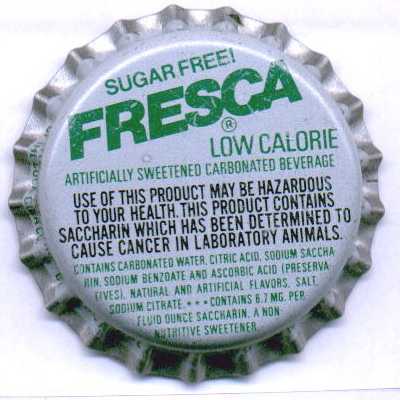 SUGAR FREE!
FRESCA
®
LOW CALORIE
ARTIFICIALLY SWEETENED CARBONATED BEVERAGE
USE OF THIS PRODUCT MAY BE HAZARDOUS
TO YOUR HEALTH. THIS PRODUCT CONTAINS
SACCHARIN WHICH HAS BEEN DETERMINED TO
CAUSE CANCER IN LABORATORY ANIMALS.
CONTAINS CARBONATED WATER, CITRIC ACID, SODIUM SACCHA-
RIN, SODIUM BENZOATE AND ASCORBIC ACID (PRESERVA-
TIVES), NATURAL AND ARTIFICIAL FLAVORS, SALT,
SODIUM CITRATE. *** CONTAINS 6.7 MG. PER
FLUID OUNCE SACCHARIN, A NON-
NUTRITIVE SWEETENER.